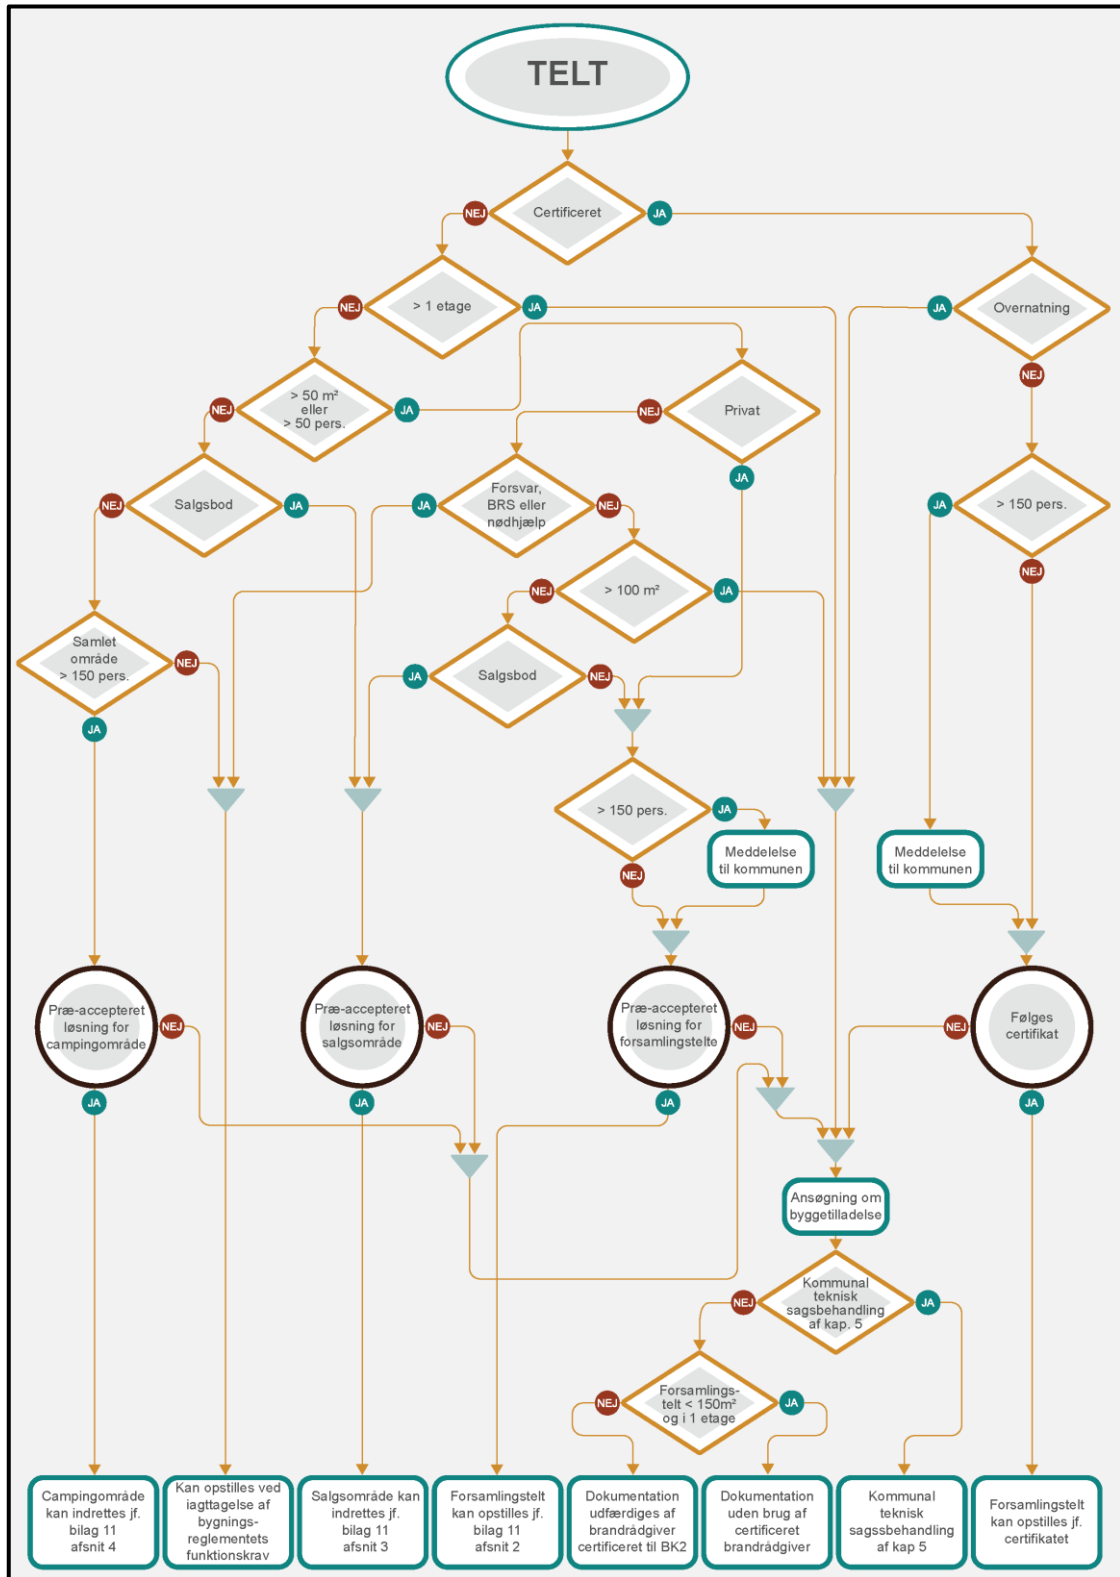 TELT
Certificeret
NEJ
JA
> 1 etage
NEJ
JA
Overnatning
JA
NEJ
> 50 m²
eller
> 50 pers.
NEJ
JA
Privat
NEJ
JA
Salgsbod
NEJ
JA
Forsvar,
BRS eller
nødhjælp
JA
NEJ
> 150 pers.
JA
NEJ
> 100 m²
NEJ
JA
Samlet
område
> 150 pers.
NEJ
JA
Salgsbod
JA
NEJ
> 150 pers.
JA
NEJ
Meddelelse
til kommunen
Meddelelse
til kommunen
Præ-accepteret
løsning for
campingområde
NEJ
JA
Præ-accepteret
løsning for
salgsområde
NEJ
JA
Præ-accepteret
løsning for
forsamlingstelte
NEJ
JA
Følges
certifikat
NEJ
JA
Ansøgning om
byggetilladelse
Kommunal
teknisk
sagsbehandling
af kap. 5
NEJ
JA
Forsamlings-
telt < 150m²
og i 1 etage
NEJ
JA
Campingområde
kan indrettes jf.
bilag 11
afsnit 4
Kan opstilles ved
iagttagelse af
bygnings-
reglementets
funktionskrav
Salgsområde kan
indrettes jf.
bilag 11
afsnit 3
Forsamlingstelt
kan opstilles jf.
bilag 11
afsnit 2
Dokumentation
udfærdiges af
brandrådgiver
certificeret til BK2
Dokumentation
uden brug af
certificeret
brandrådgiver
Kommunal
teknisk
sagssbehandling
af kap 5
Forsamlingstelt
kan opstilles jf.
certifikatet